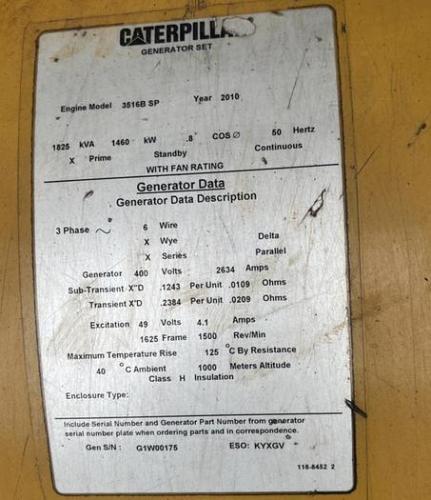 CATERPILLA
GENERATOR SET
Engine Model 3516B SP Year 2010
1825 kVA 1460 kW .8 COS Ø 50 Hertz
X Prime Standby Continuous
WITH FAN RATING
Generator Data
Generator Data Description
3 Phase ~ 6 Wire
X Wye Delta
X Series Parallel
Generator 400 Volts 2634 Amps
Sub-Transient X"D .1243 Per Unit .0109 Ohms
Transient X'D .2384 Per Unit .0209 Ohms
Excitation 49 Volts 4.1 Amps
1625 Frame 1500 Rev/Min
Maximum Temperature Rise 125 °C By Resistance
40 °C Ambient 1000 Meters Altitude
Class H Insulation
Enclosure Type:
Include Serial Number and Generator Part Number from generator
serial number plate when ordering parts and in correspondence.
Gen S/N : G1W00175 ESO: KYXGV
118-8452 2